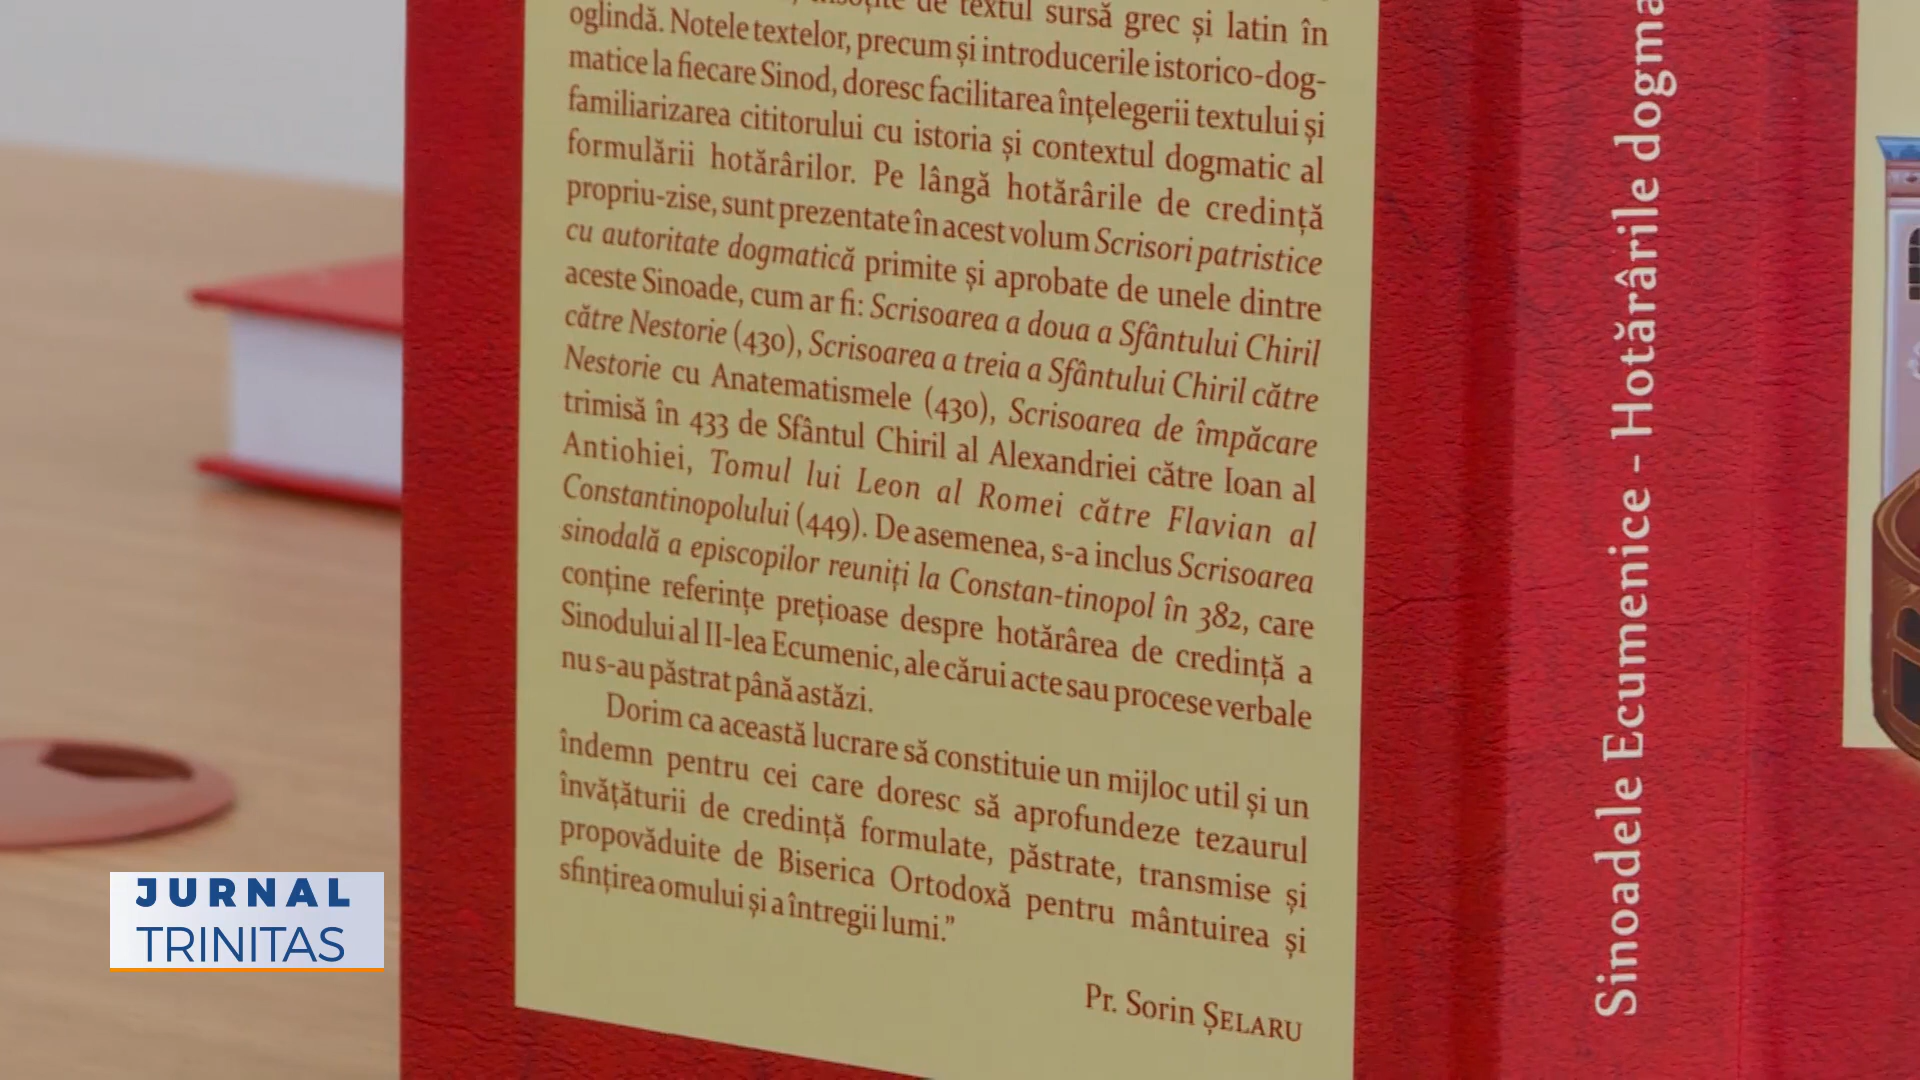 de textul sursă grec și latin în
oglindă. Notele textelor, precum și introducerile istorico-dog-
matice la fiecare Sinod, doresc facilitarea înțelegerii textului și
familiarizarea cititorului cu istoria și contextul dogmatic al
formulării hotărârilor. Pe lângă hotărârile de credință
propriu-zise, sunt prezentate în acest volum Scrisori patristice
cu autoritate dogmatică primite și aprobate de unele dintre
aceste Sinoade, cum ar fi: Scrisoarea a doua a Sfântului Chiril
către Nestorie (430), Scrisoarea a treia a Sfântului Chiril către
Nestorie cu Anatematismele (430), Scrisoarea de împăcare
trimisă în 433 de Sfântul Chiril al Alexandriei către Ioan al
Antiohiei, Tomul lui Leon al Romei către Flavian al
Constantinopolului (449). De asemenea, s-a inclus Scrisoarea
sinodală a episcopilor reuniți la Constan-tinopol în 382, care
conține referințe prețioase despre hotărârea de credință a
Sinodului al II-lea Ecumenic, ale cărui acte sau procese verbale
nu s-au păstrat până astăzi.
Dorim ca această lucrare să constituie un mijloc util și un
îndemn pentru cei care doresc să aprofundeze tezaurul
învățăturii de credință formulate, păstrate, transmise și
propovăduite de Biserica Ortodoxă pentru mântuirea și
sfințirea omului și a întregii lumi.”
Pr. Sorin ȘELARU
Sinoadele Ecumenice - Hotărârile dogma
JURNAL
TRINITAS